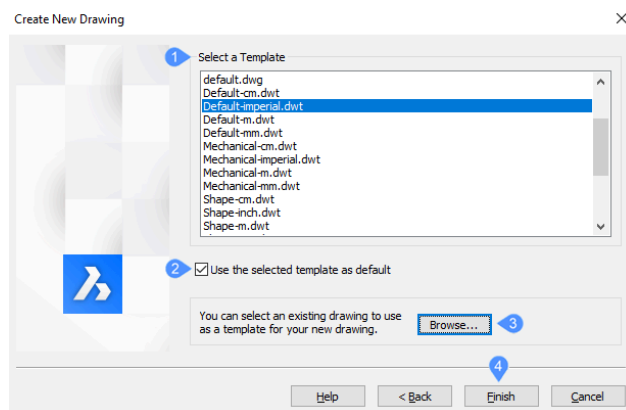 Create New Drawing
1
Select a Template
default.dwg
Default-cm.dwt
Default-imperial.dwt
Default-m.dwt
Default-mm.dwt
Mechanical-cm.dwt
Mechanical-imperial.dwt
Mechanical-m.dwt
Mechanical-mm.dwt
Shape-cm.dwt
Shape-inch.dwt
Shape-m.dwt
2
Use the selected template as default
You can select an existing drawing to use
as a template for your new drawing.
Browse...
3
4
Help
< Back
Finish
Cancel